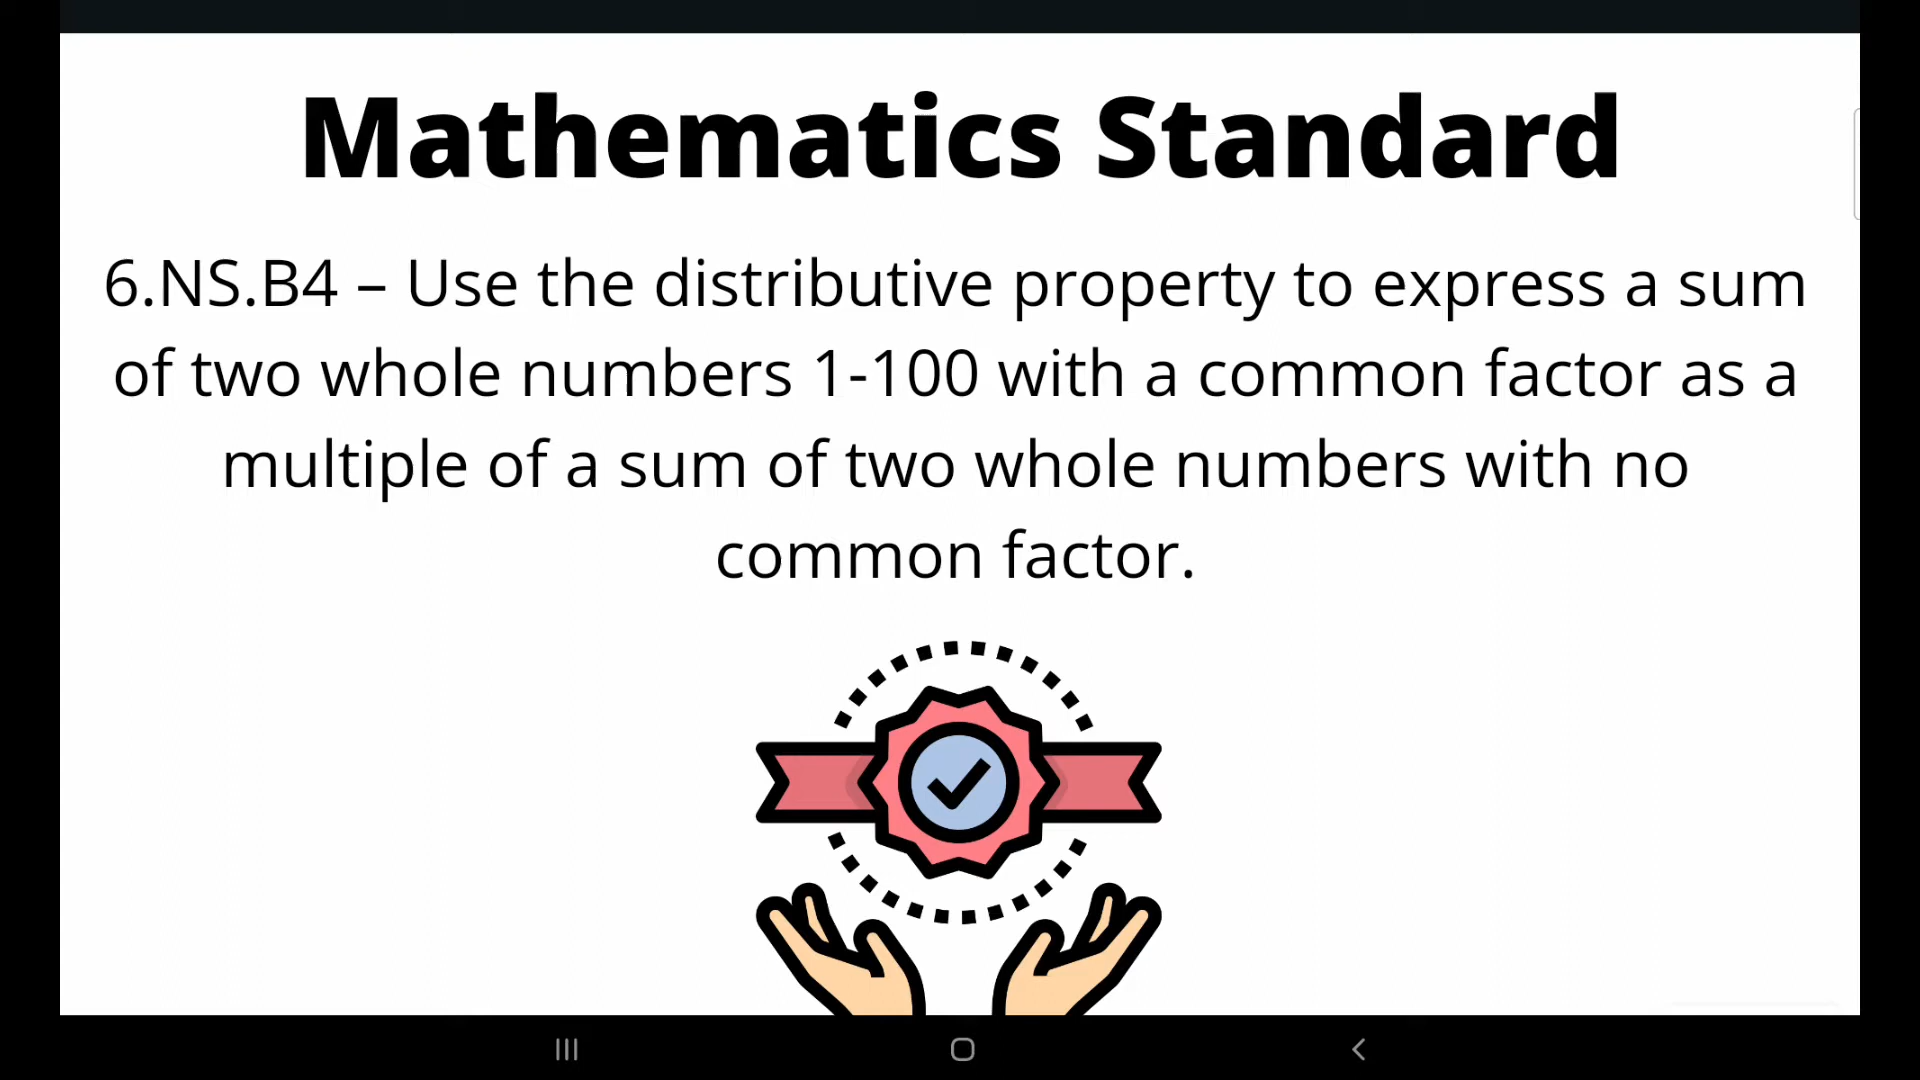 Mathematics Standard
6.NS.B4 – Use the distributive property to express a sum
of two whole numbers 1-100 with a common factor as a
multiple of a sum of two whole numbers with no
common factor.